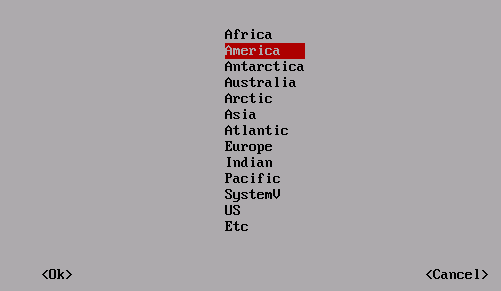 Africa
America
Antarctica
Australia
Arctic
Asia
Atlantic
Europe
Indian
Pacific
SystemV
US
Etc
<Ok> <Cancel>